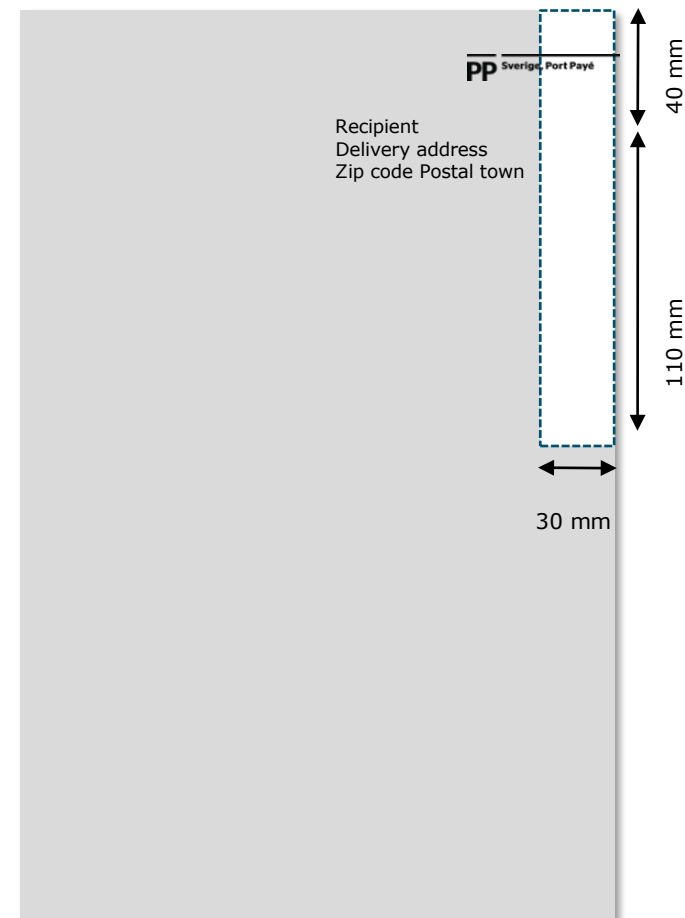 PP Sverige, Port Payé
40 mm
Recipient
Delivery address
Zip code Postal town
110 mm
30 mm